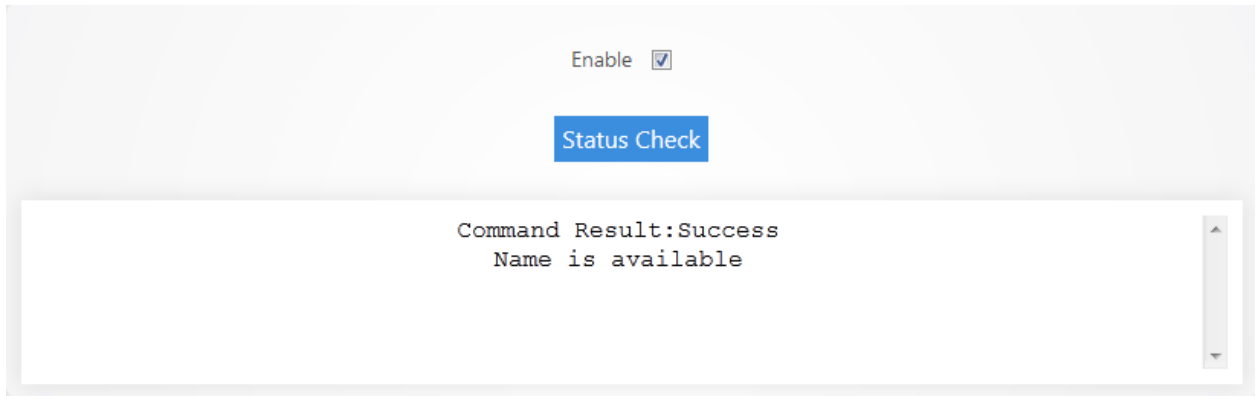 Enable
Status Check
Command Result:Success
Name is available